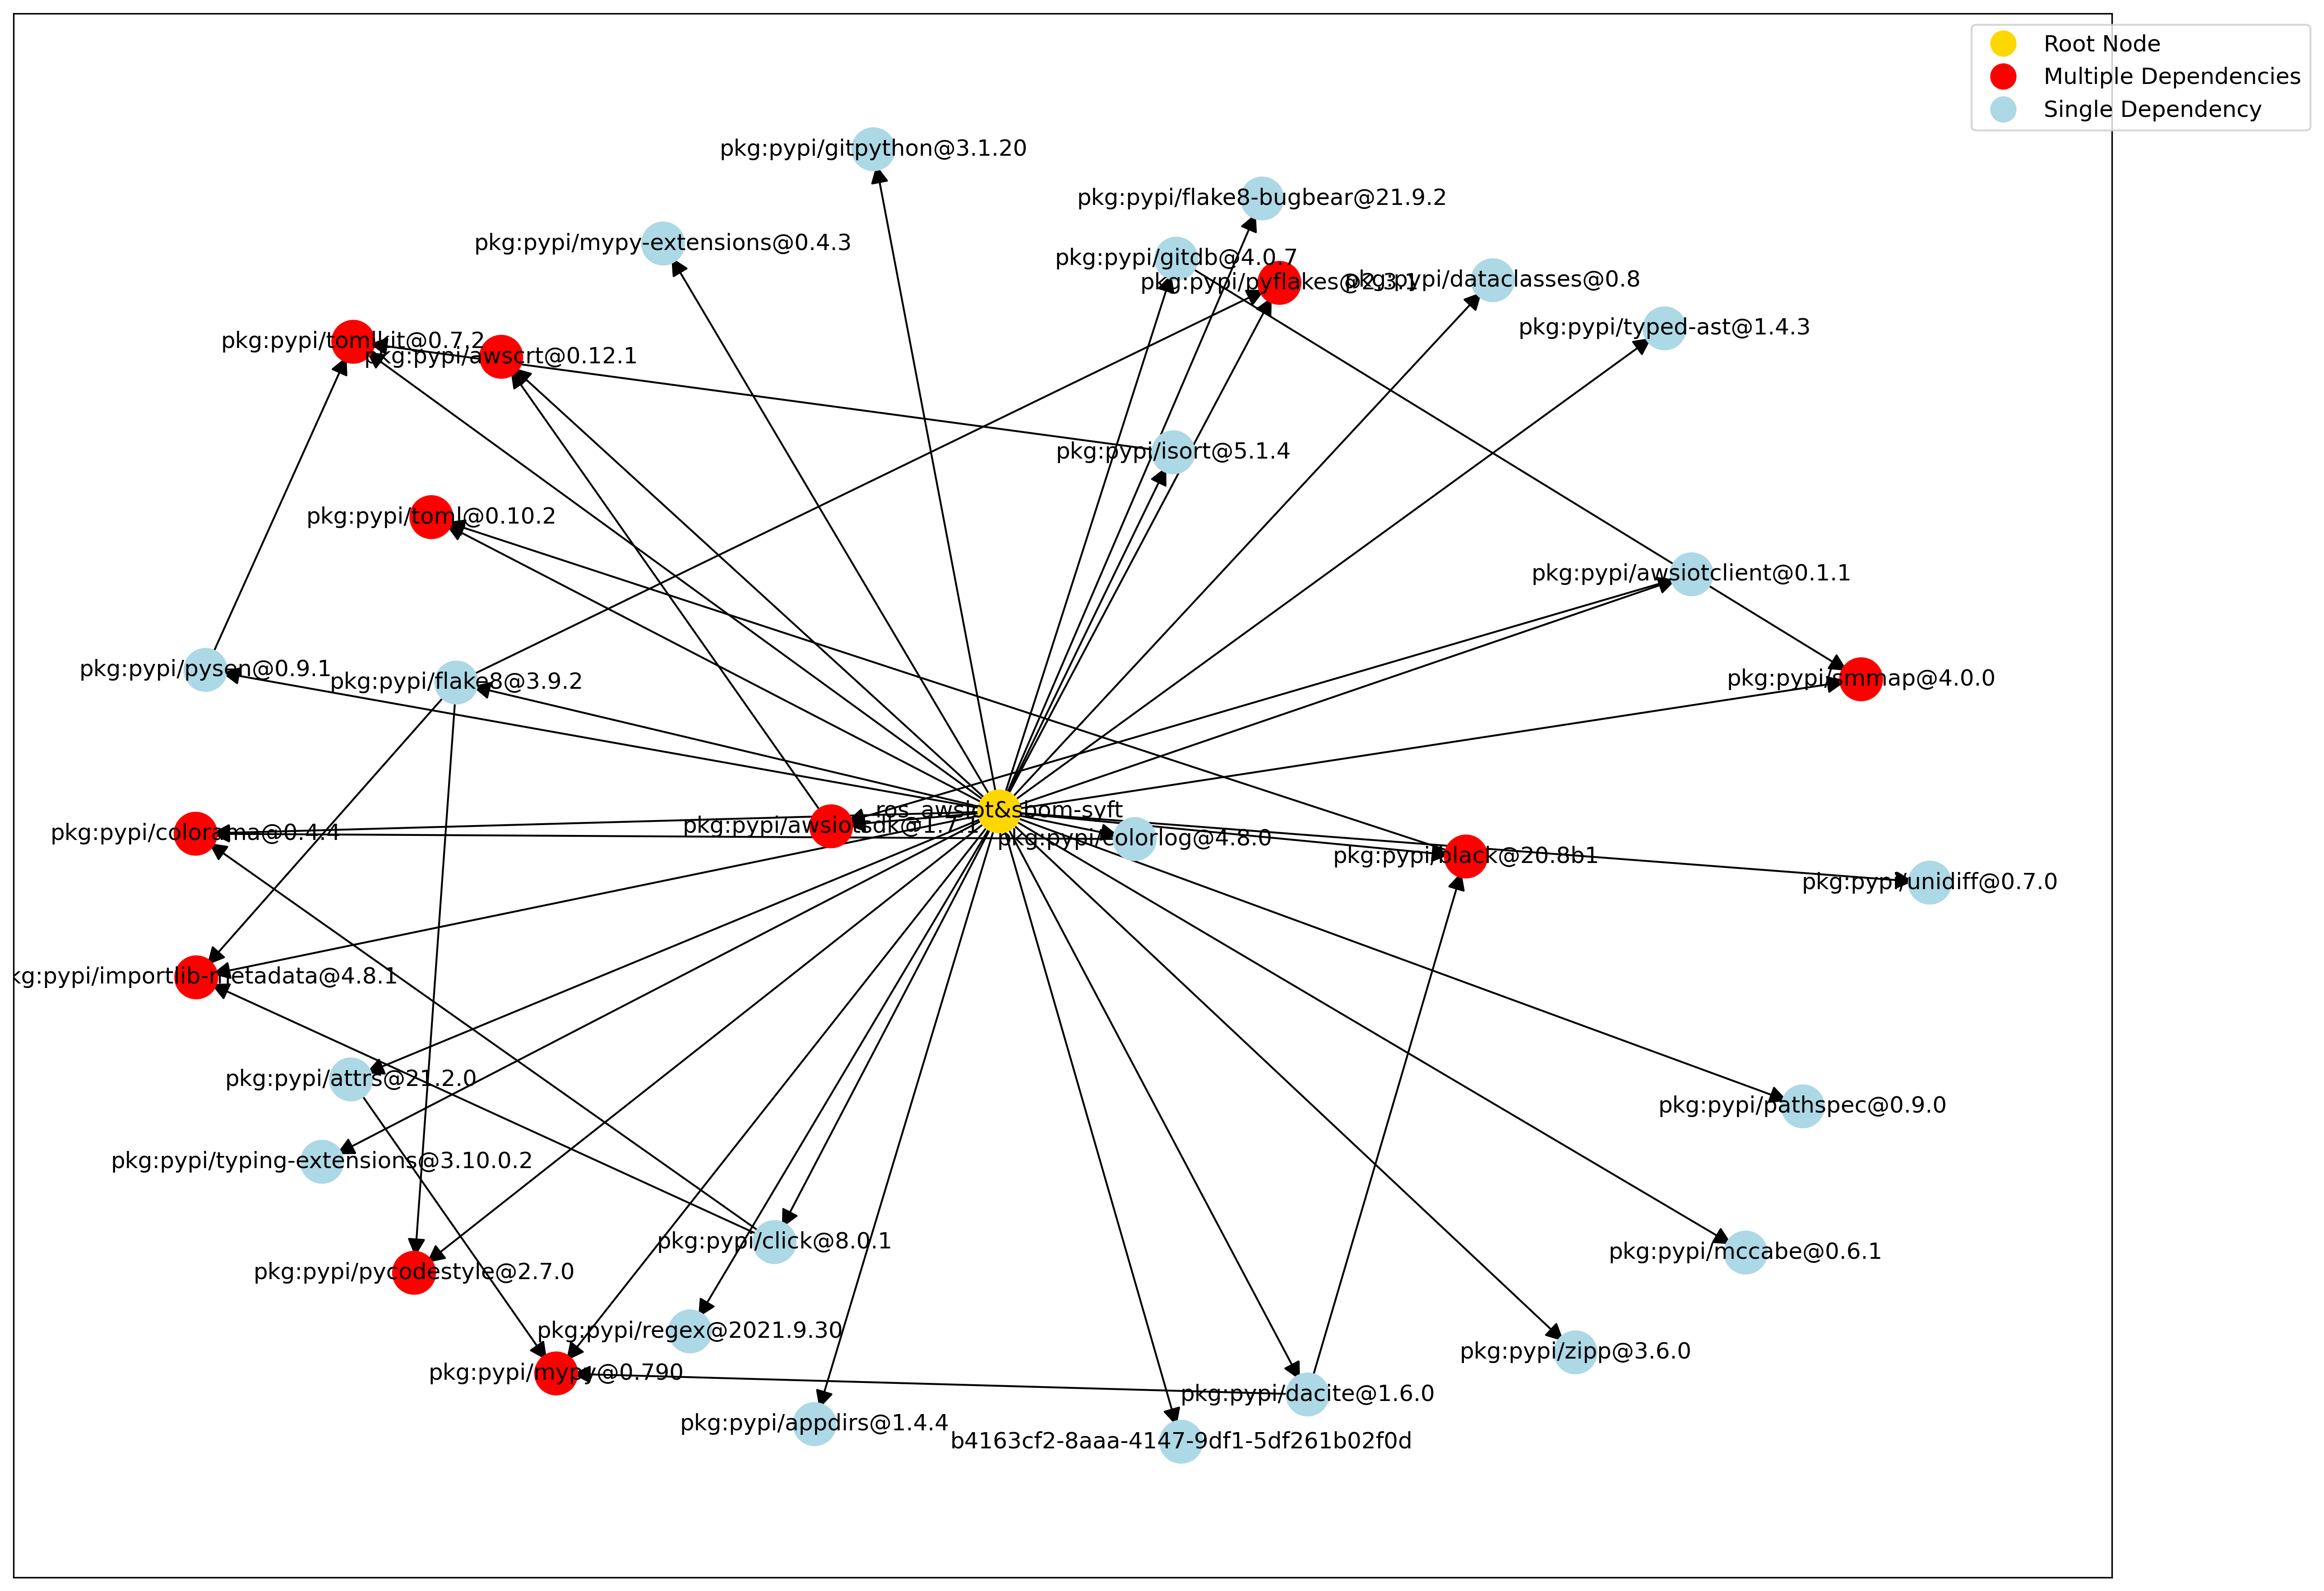 Root Node
Multiple Dependencies
Single Dependency
pkg:pypi/gitpython@3.1.20
pkg:pypi/flake8-bugbear@21.9.2
pkg:pypi/mypy-extensions@0.4.3
pkg:pypi/gitdb@4.0.7
pkg:pypi/pyflakes@2.3.1
pkg:pypi/dataclasses@0.8
pkg:pypi/typed-ast@1.4.3
pkg:pypi/tomlkit@0.7.2
pkg:pypi/awscrt@0.12.1
pkg:pypi/isort@5.1.4
pkg:pypi/toml@0.10.2
pkg:pypi/awsiotclient@0.1.1
pkg:pypi/pysen@0.9.1
pkg:pypi/flake8@3.9.2
pkg:pypi/smmap@4.0.0
ros_awsiot&sbom-syft
pkg:pypi/colorama@0.4.4
pkg:pypi/awsiotsdk@1.7.1
pkg:pypi/colorlog@4.8.0
pkg:pypi/black@20.8b1
pkg:pypi/unidiff@0.7.0
kg:pypi/importlib-metadata@4.8.1
pkg:pypi/attrs@21.2.0
pkg:pypi/pathspec@0.9.0
pkg:pypi/typing-extensions@3.10.0.2
pkg:pypi/click@8.0.1
pkg:pypi/mccabe@0.6.1
pkg:pypi/pycodestyle@2.7.0
pkg:pypi/regex@2021.9.30
pkg:pypi/zipp@3.6.0
pkg:pypi/mypy@0.790
pkg:pypi/dacite@1.6.0
pkg:pypi/appdirs@1.4.4
b4163cf2-8aaa-4147-9df1-5df261b02f0d